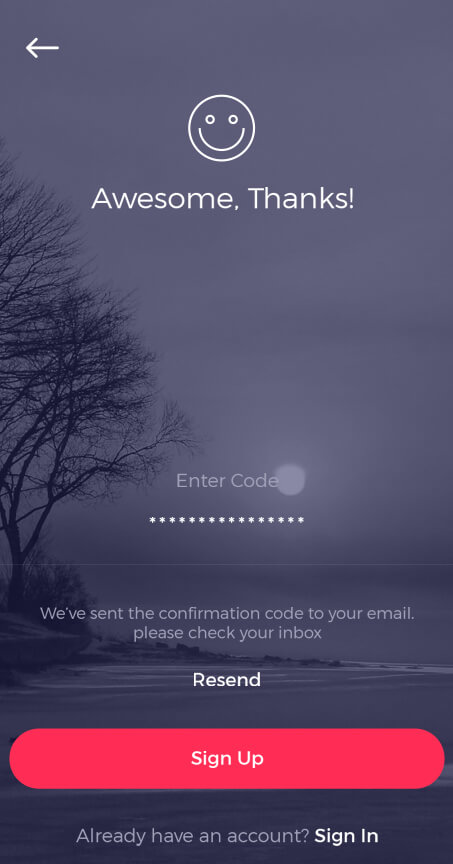 Awesome, Thanks!
Enter Code
****************
We've sent the confirmation code to your email.
please check your inbox
Resend
Sign Up
Already have an account? Sign In